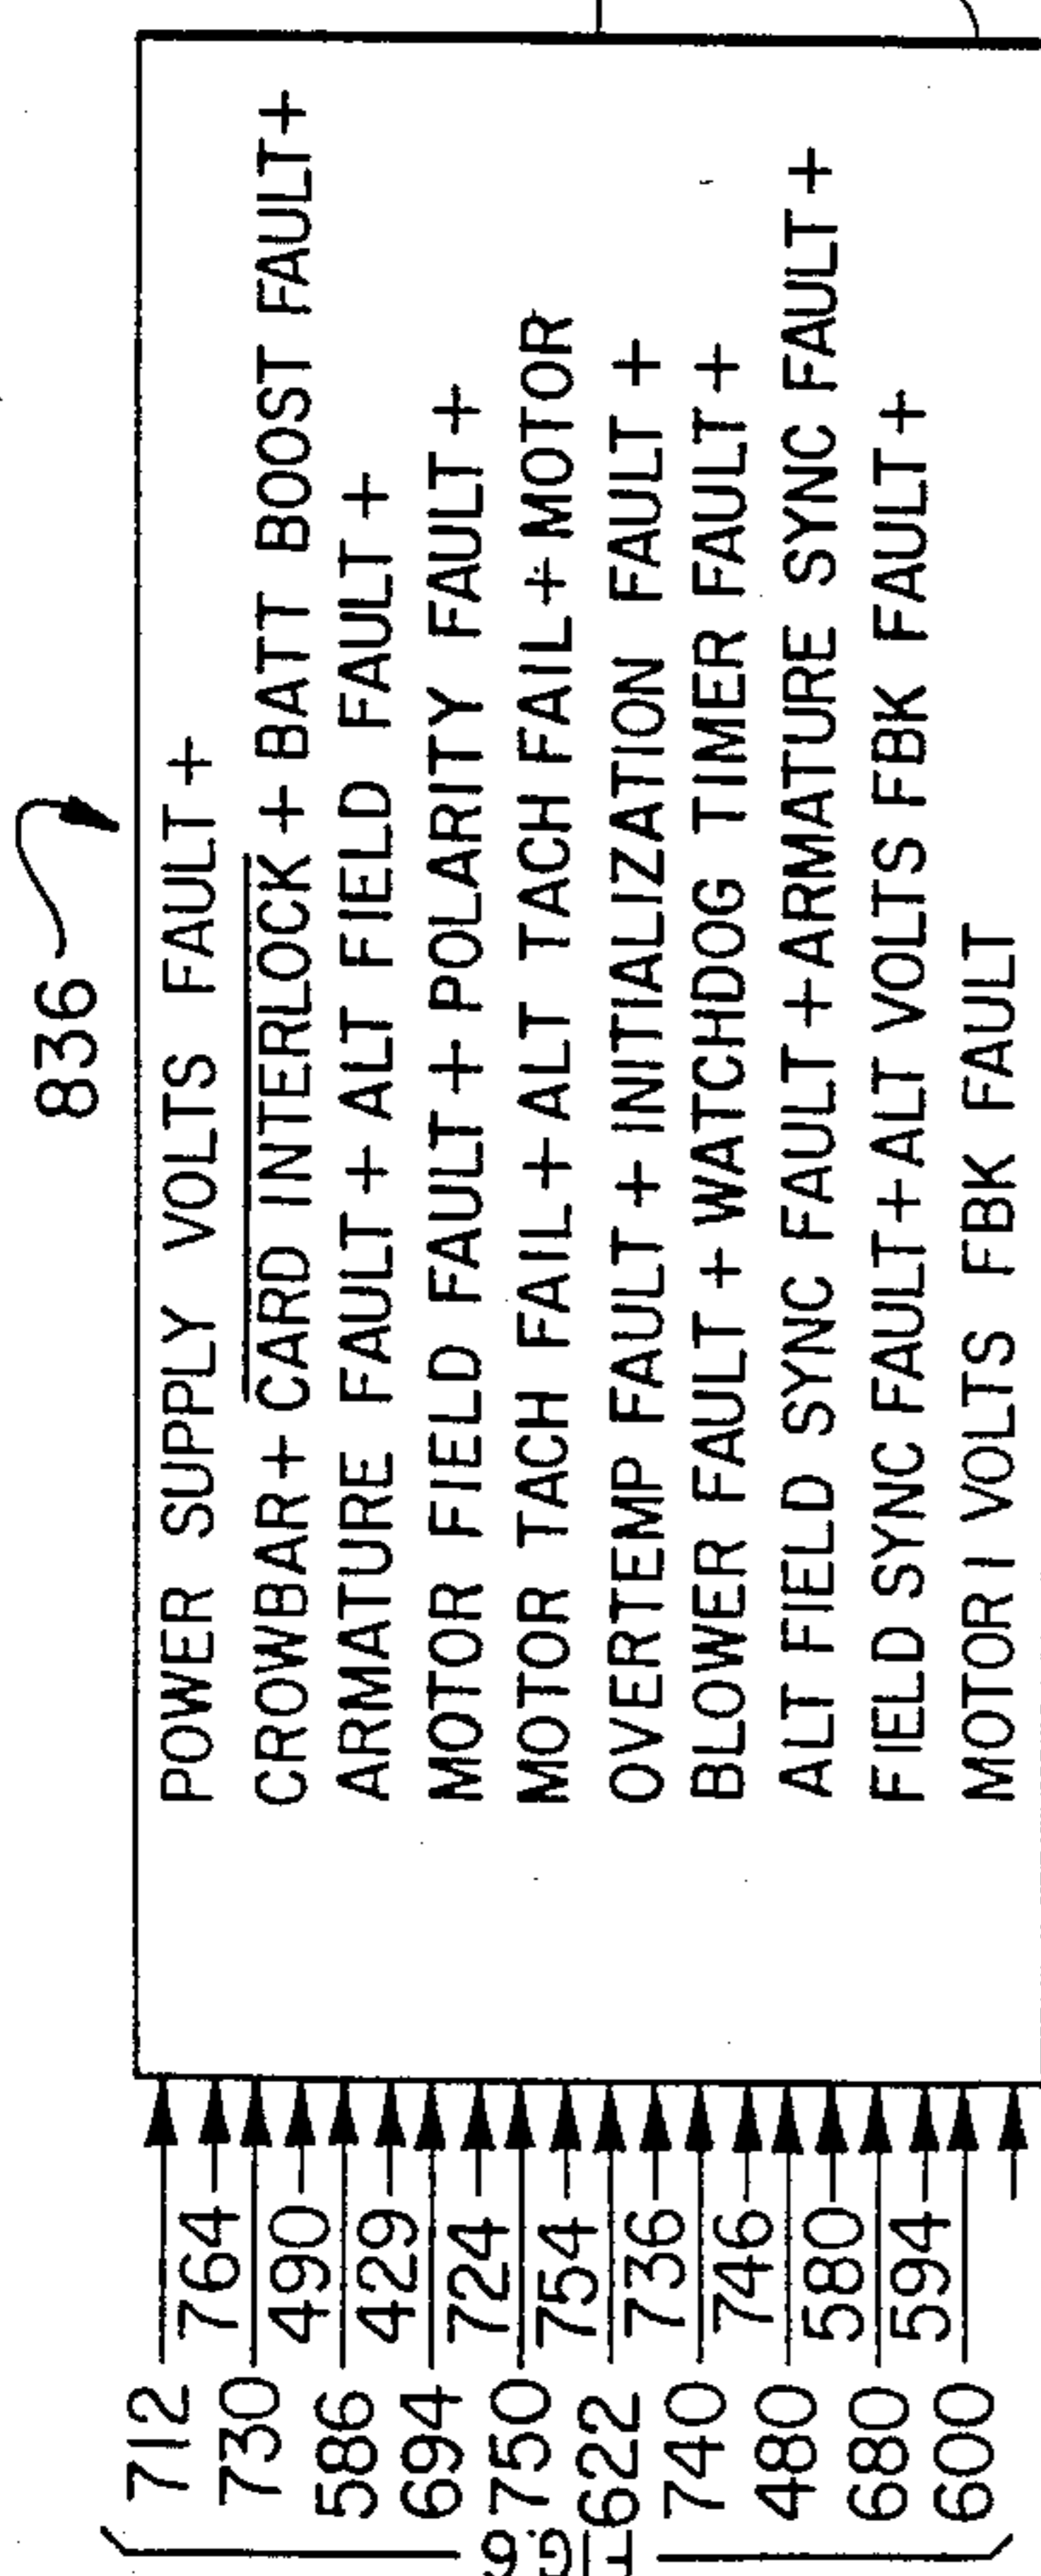 836
POWER SUPPLY VOLTS FAULT +
CROWBAR + CARD INTERLOCK + BATT BOOST FAULT +
ARMATURE FAULT + ALT FIELD FAULT +
MOTOR FIELD FAULT + POLARITY FAULT +
MOTOR TACH FAIL + ALT TACH FAIL + MOTOR
OVERTEMP FAULT + INITIALIZATION FAULT +
BLOWER FAULT + WATCHDOG TIMER FAULT +
ALT FIELD SYNC FAULT + ARMATURE SYNC FAULT +
FIELD SYNC FAULT + ALT VOLTS FBK FAULT +
MOTOR I VOLTS FBK FAULT
712
764
730
490
586
429
694
724
750
754
622
736
740
746
480
580
680
594
600
FIG.6